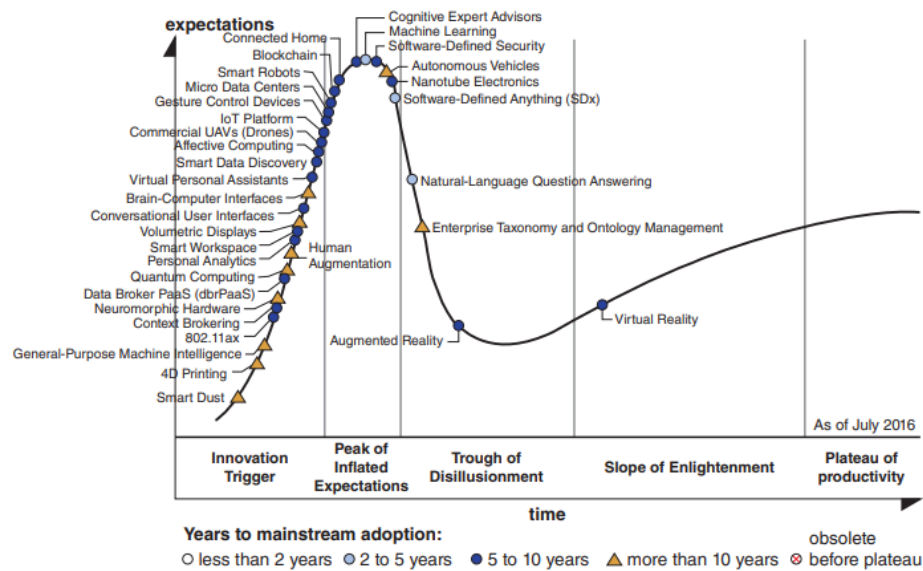 expectations
Cognitive Expert Advisors
Machine Learning
Software-Defined Security
Autonomous Vehicles
Nanotube Electronics
Software-Defined Anything (SDx)
Connected Home
Blockchain
Smart Robots
Micro Data Centers
Gesture Control Devices
IoT Platform
Commercial UAVs (Drones)
Affective Computing
Smart Data Discovery
Virtual Personal Assistants
Brain-Computer Interfaces
Conversational User Interfaces
Volumetric Displays
Smart Workspace
Personal Analytics
Human
Augmentation
Quantum Computing
Data Broker PaaS (dbrPaaS)
Neuromorphic Hardware
Context Brokering
802.11ax
General-Purpose Machine Intelligence
4D Printing
Smart Dust
Natural-Language Question Answering
Enterprise Taxonomy and Ontology Management
Augmented Reality
Virtual Reality
As of July 2016
Innovation
Trigger
Peak of
Inflated
Expectations
Trough of
Disillusionment
Slope of Enlightenment
Plateau of
productivity
time
Years to mainstream adoption:
less than 2 years
2 to 5 years
5 to 10 years
more than 10 years
obsolete
before plateau